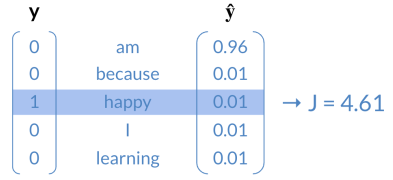 y ŷ
0 am 0.96
0 because 0.01
1 happy 0.01 → J = 4.61
0 I 0.01
0 learning 0.01